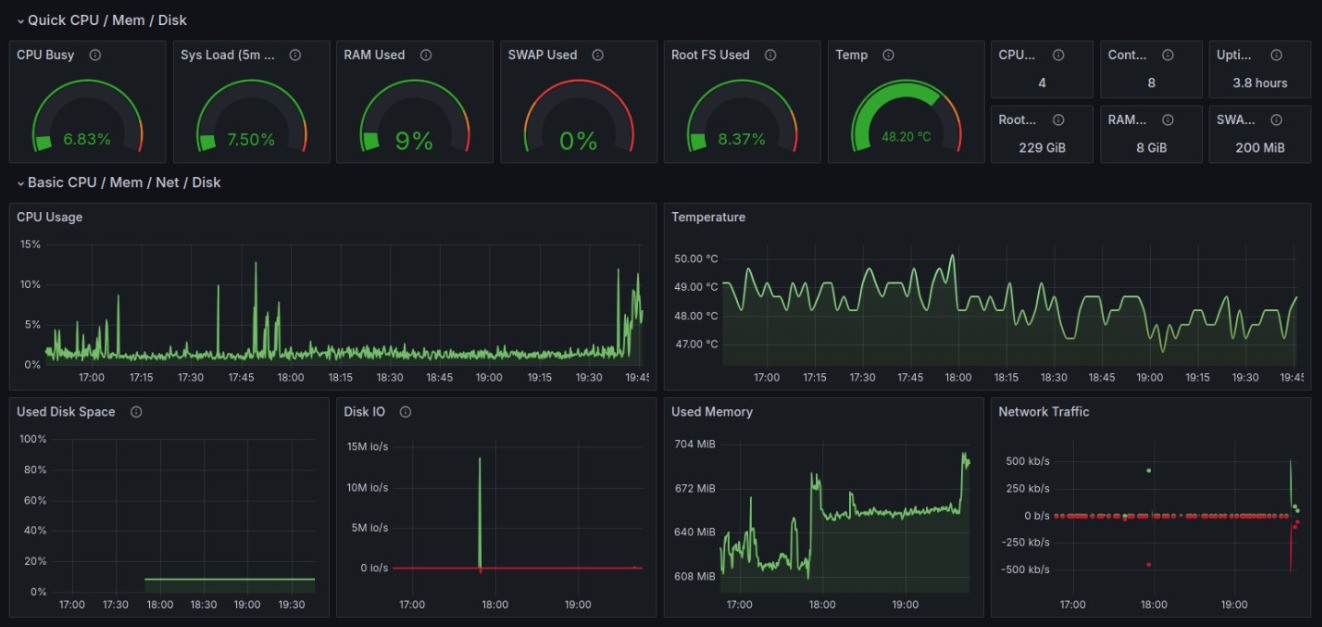 Quick CPU / Mem / Disk
CPU Busy
6.83%
Sys Load (5m ...
7.50%
RAM Used
9%
SWAP Used
0%
Root FS Used
8.37%
Temp
48.20 °C
CPU...
4
Cont...
8
Upti...
3.8 hours
Root...
229 GiB
RAM...
8 GiB
SWA...
200 MiB
Basic CPU / Mem / Net / Disk
CPU Usage
15%
10%
5%
0%
17:00 17:15 17:30 17:45 18:00 18:15 18:30 18:45 19:00 19:15 19:30 19:45
Temperature
50.00 °C
49.00 °C
48.00 °C
47.00 °C
17:00 17:15 17:30 17:45 18:00 18:15 18:30 18:45 19:00 19:15 19:30 19:45
Used Disk Space
100%
80%
60%
40%
20%
0%
17:00 17:30 18:00 18:30 19:00 19:30
Disk IO
15M io/s
10M io/s
5M io/s
0 io/s
17:00 18:00 19:00
Used Memory
704 MiB
672 MiB
640 MiB
608 MiB
17:00 18:00 19:00
Network Traffic
500 kb/s
250 kb/s
0 b/s
-250 kb/s
-500 kb/s
17:00 18:00 19:00